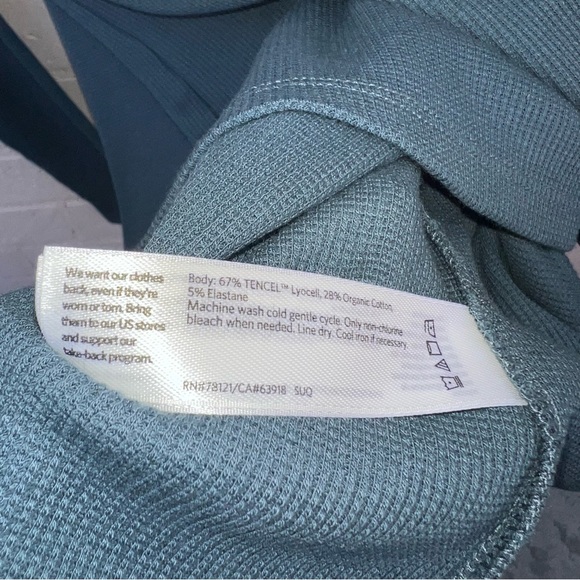 We want our clothes
back, even if they're
worn or torn. Bring
them to our US stores
and support our
take-back program.
Body: 67% TENCEL™ Lyocell, 28% Organic Cotton,
5% Elastane
Machine wash cold gentle cycle. Only non-chlorine
bleach when needed. Line dry. Cool iron if necessary.
RN#78121/CA#63918 SUQ